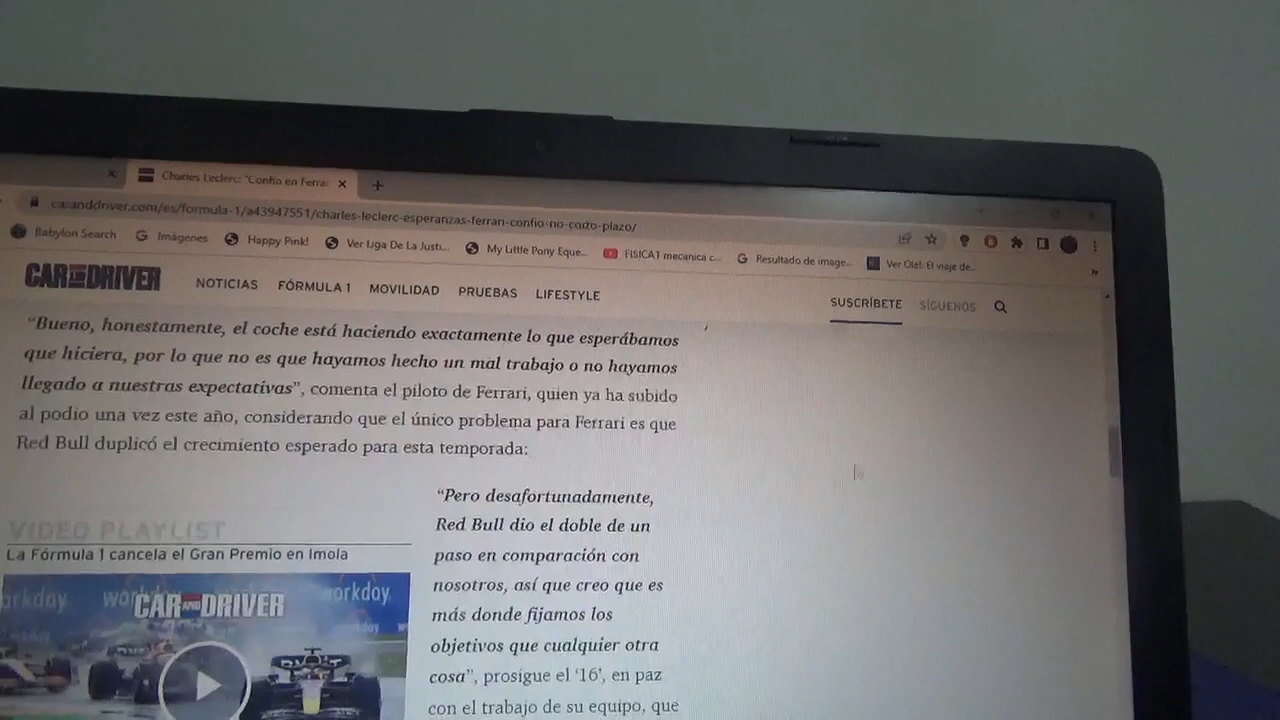 Charles Leclerc: "Confío en Ferra
caranddriver.com/es/formula-1/a43947551/charles-leclerc-esperanzas-ferrari-confio-no-corto-plazo/
Babylon Search Imágenes Happy Pink! Ver Liga De La Justi... My Little Pony Eque... FISICA1 mecanica c... Resultado de image... Ver Olé!: El viaje de...
CAR AND DRIVER NOTICIAS FÓRMULA 1 MOVILIDAD PRUEBAS LIFESTYLE SUSCRÍBETE SÍGUENOS
“Bueno, honestamente, el coche está haciendo exactamente lo que esperábamos
que hiciera, por lo que no es que hayamos hecho un mal trabajo o no hayamos
llegado a nuestras expectativas”, comenta el piloto de Ferrari, quien ya ha subido
al podio una vez este año, considerando que el único problema para Ferrari es que
Red Bull duplicó el crecimiento esperado para esta temporada:
VIDEO PLAYLIST
La Fórmula 1 cancela el Gran Premio en Imola
orkday workday
CAR AND DRIVER
“Pero desafortunadamente,
Red Bull dio el doble de un
paso en comparación con
nosotros, así que creo que es
más donde fijamos los
objetivos que cualquier otra
cosa”, prosigue el ‘16’, en paz
con el trabajo de su equipo, que